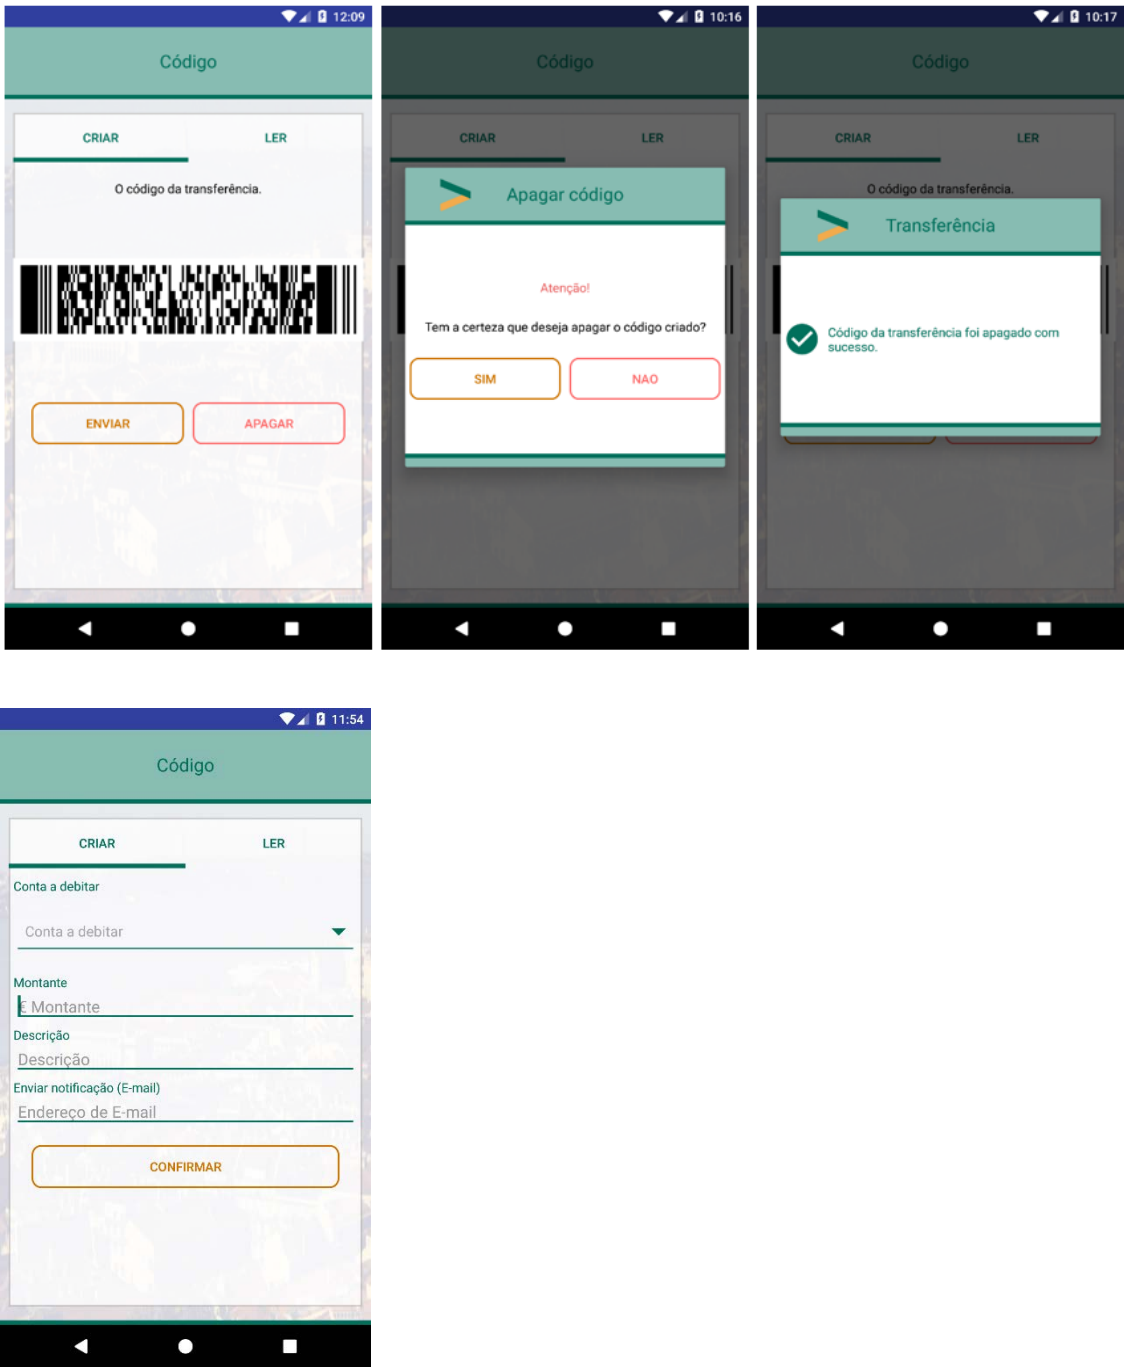 12:09
Código
CRIAR
LER
O código da transferência.
ENVIAR
APAGAR
10:16
Código
CRIAR
LER
Apagar código
Atenção!
Tem a certeza que deseja apagar o código criado?
SIM
NAO
10:17
Código
CRIAR
LER
O código da transferência.
Transferência
Código da transferência foi apagado com
sucesso.
11:54
Código
CRIAR
LER
Conta a debitar
Conta a debitar
Montante
€ Montante
Descrição
Descrição
Enviar notificação (E-mail)
Endereço de E-mail
CONFIRMAR